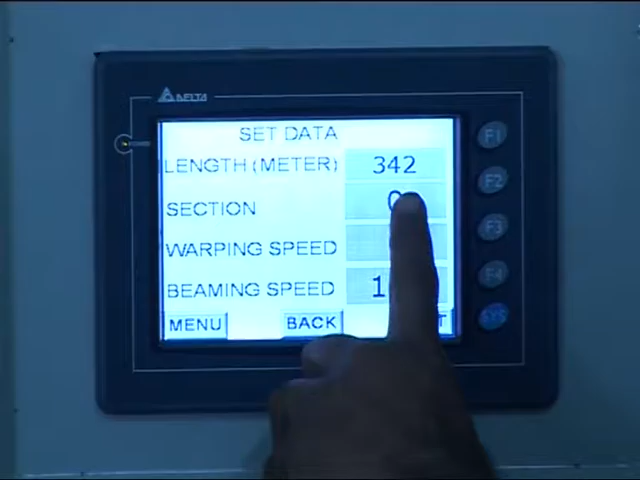 DELTA
SET DATA
LENGTH (METER) 342
SECTION
WARPING SPEED
BEAMING SPEED
MENU BACK
F1
F2
F3
F4
SYS